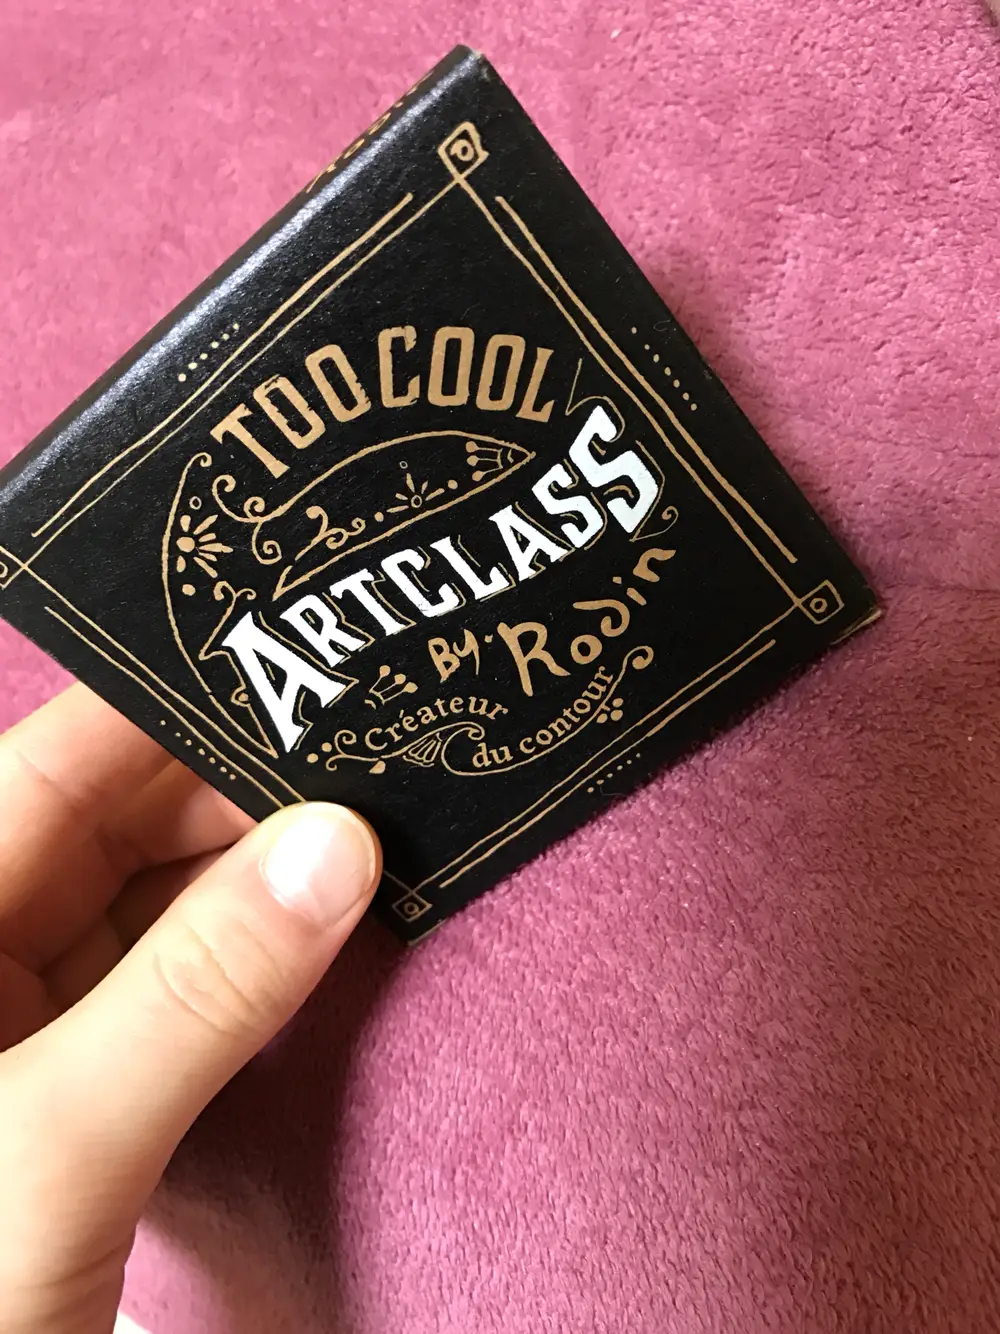 TOO COOL
ARTCLASS
By. Rodin
Créateur
du contour